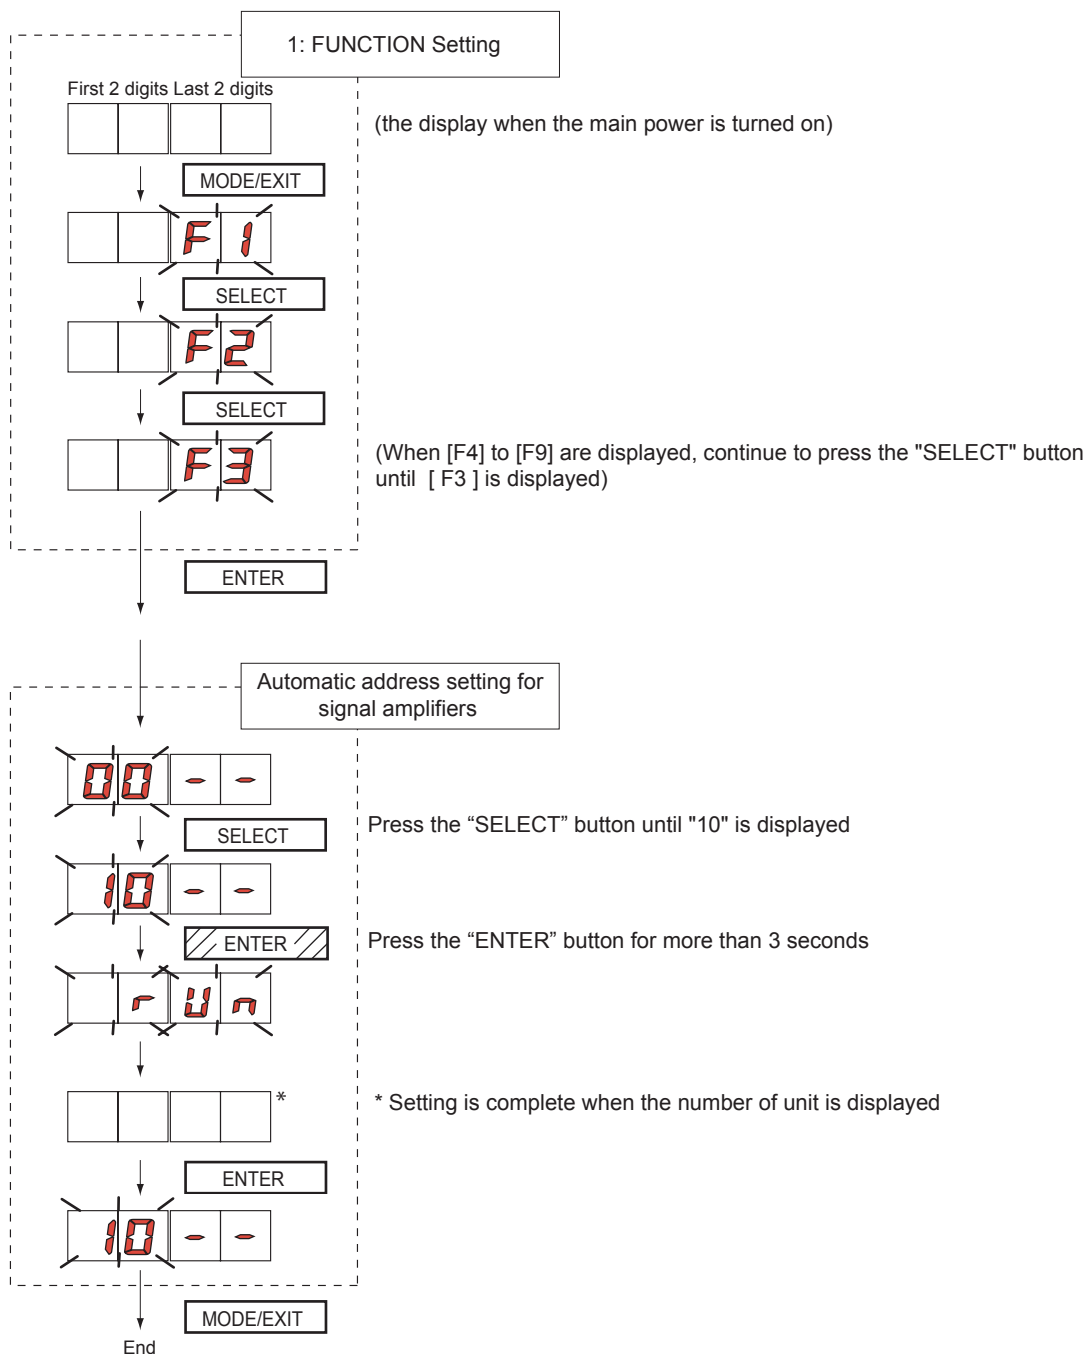 1: FUNCTION Setting
First 2 digits Last 2 digits
(the display when the main power is turned on)
MODE/EXIT
F1
SELECT
F2
SELECT
F3
(When [F4] to [F9] are displayed, continue to press the "SELECT" button
until [ F3 ] is displayed)
ENTER
Automatic address setting for
signal amplifiers
00--
SELECT
Press the “SELECT” button until "10" is displayed
10--
ENTER
Press the “ENTER” button for more than 3 seconds
rUn
*
* Setting is complete when the number of unit is displayed
ENTER
10--
MODE/EXIT
End